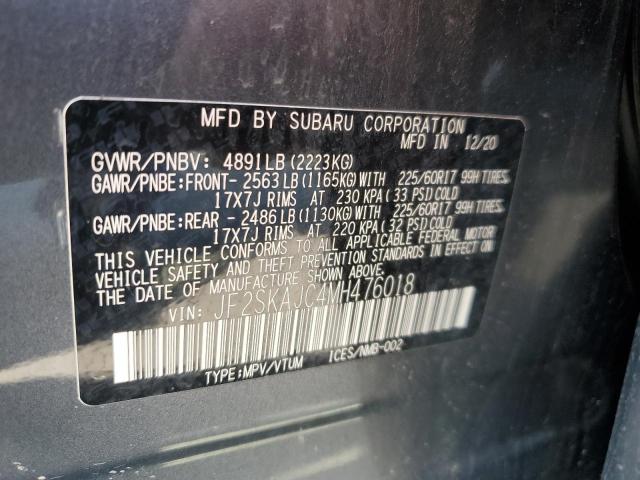 MFD BY SUBARU CORPORATION
MFD IN 12/20
GVWR/PNBV: 4891LB(2223KG)
GAWR/PNBE:FRONT- 2563LB(1165KG)WITH 225/60R17 99H TIRES,
17X7J RIMS AT 230 KPA(33 PSI)COLD
GAWR/PNBE:REAR - 2486LB(1130KG)WITH 225/60R17 99H TIRES,
17X7J RIMS AT 220 KPA(32 PSI)COLD
THIS VEHICLE CONFORMS TO ALL APPLICABLE FEDERAL MOTOR
VEHICLE SAFETY AND THEFT PREVENTION STANDARDS IN EFFECT ON
THE DATE OF MANUFACTURE SHOWN ABOVE.
VIN: JF2SKAJC4MH476018
TYPE:MPV/VTUM ICES/NMB-002